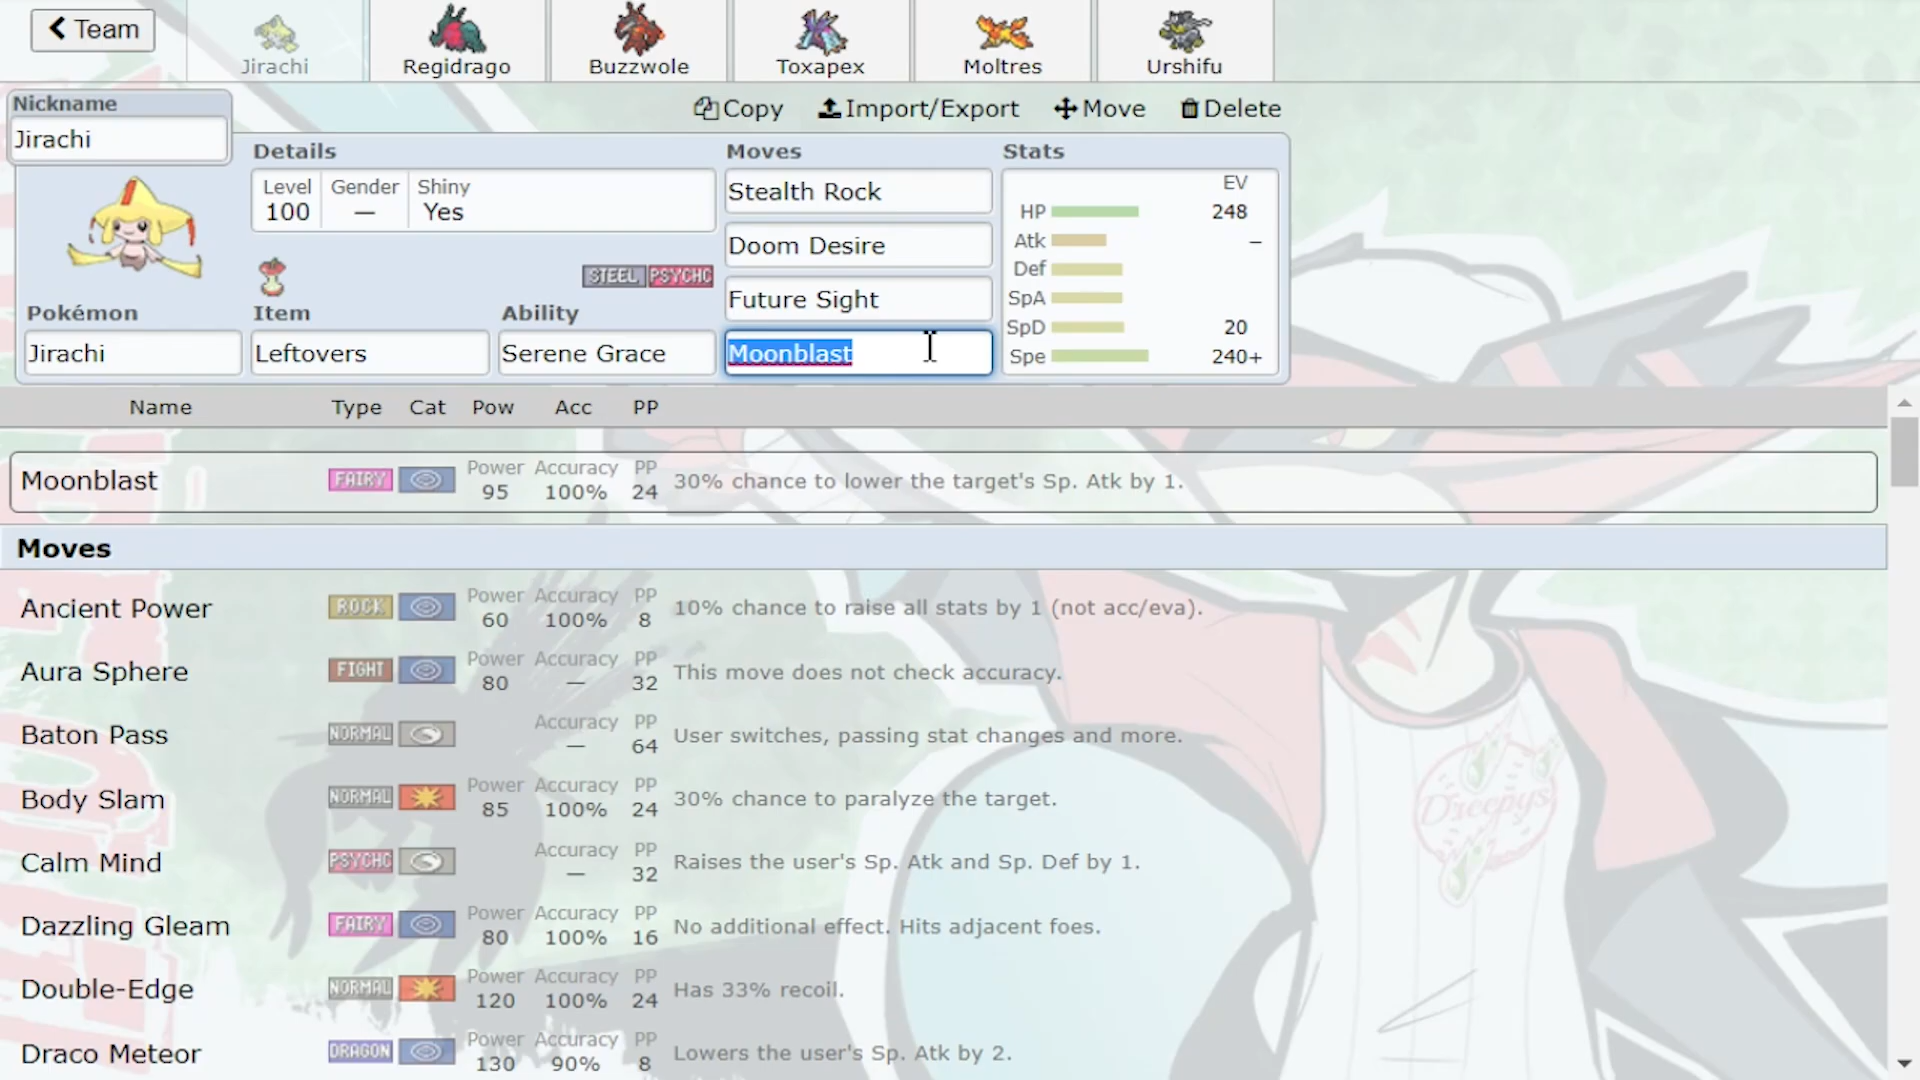 Team
Jirachi
Regidrago
Buzzwole
Toxapex
Moltres
Urshifu
Nickname
Jirachi
Copy
Import/Export
Move
Delete
Details
Level
100
Gender
—
Shiny
Yes
STEEL PSYCHC
Pokémon
Jirachi
Item
Leftovers
Ability
Serene Grace
Moves
Stealth Rock
Doom Desire
Future Sight
Moonblast
Stats
EV
HP 248
Atk –
Def
SpA
SpD 20
Spe 240+
Name Type Cat Pow Acc PP
Moonblast FAIRY Power 95 Accuracy 100% PP 24 30% chance to lower the target's Sp. Atk by 1.
Moves
Ancient Power ROCK Power 60 Accuracy 100% PP 8 10% chance to raise all stats by 1 (not acc/eva).
Aura Sphere FIGHT Power 80 Accuracy — PP 32 This move does not check accuracy.
Baton Pass NORMAL Accuracy — PP 64 User switches, passing stat changes and more.
Body Slam NORMAL Power 85 Accuracy 100% PP 24 30% chance to paralyze the target.
Calm Mind PSYCHC Accuracy — PP 32 Raises the user's Sp. Atk and Sp. Def by 1.
Dazzling Gleam FAIRY Power 80 Accuracy 100% PP 16 No additional effect. Hits adjacent foes.
Double-Edge NORMAL Power 120 Accuracy 100% PP 24 Has 33% recoil.
Draco Meteor DRAGON Power 130 Accuracy 90% PP 8 Lowers the user's Sp. Atk by 2.
Dreepys